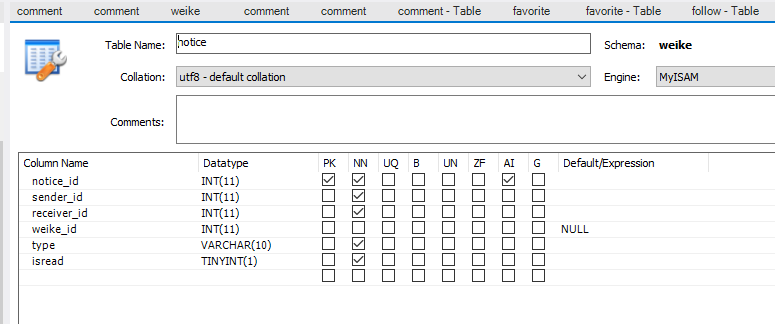 comment comment weike comment comment comment - Table favorite favorite - Table follow - Table
Table Name: notice Schema: weike
Collation: utf8 - default collation Engine: MyISAM
Comments:
Column Name Datatype PK NN UQ B UN ZF AI G Default/Expression
notice_id INT(11)
sender_id INT(11)
receiver_id INT(11)
weike_id INT(11) NULL
type VARCHAR(10)
isread TINYINT(1)